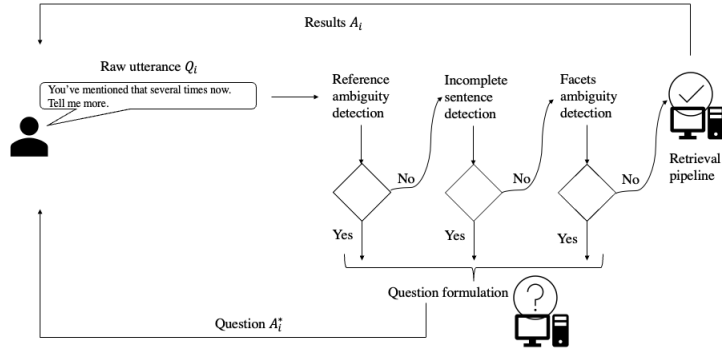 Results A_i
Raw utterance Q_i
You've mentioned that several times now.
Tell me more.
Reference
ambiguity
detection
Incomplete
sentence
detection
Facets
ambiguity
detection
No
No
No
Retrieval
pipeline
Yes
Yes
Yes
Question formulation
?
Question A_i^*